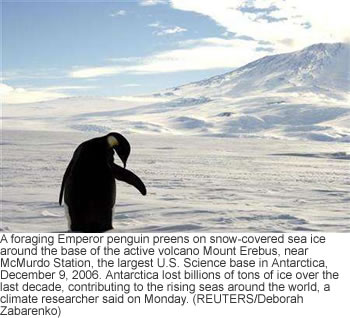 A foraging Emperor penguin preens on snow-covered sea ice
around the base of the active volcano Mount Erebus, near
McMurdo Station, the largest U.S. Science base in Antarctica,
December 9, 2006. Antarctica lost billions of tons of ice over the
last decade, contributing to the rising seas around the world, a
climate researcher said on Monday. (REUTERS/Deborah
Zabarenko)